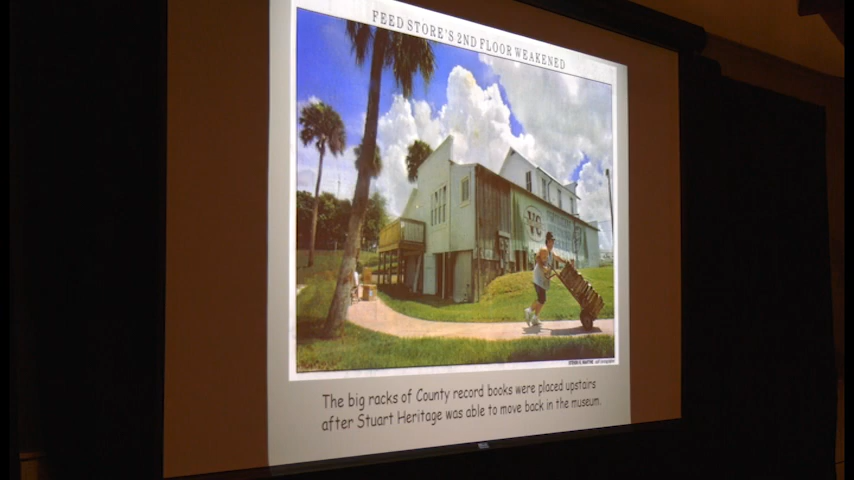 FEED STORE'S 2ND FLOOR WEAKENED
VC
The big racks of County record books were placed upstairs
after Stuart Heritage was able to move back in the museum.